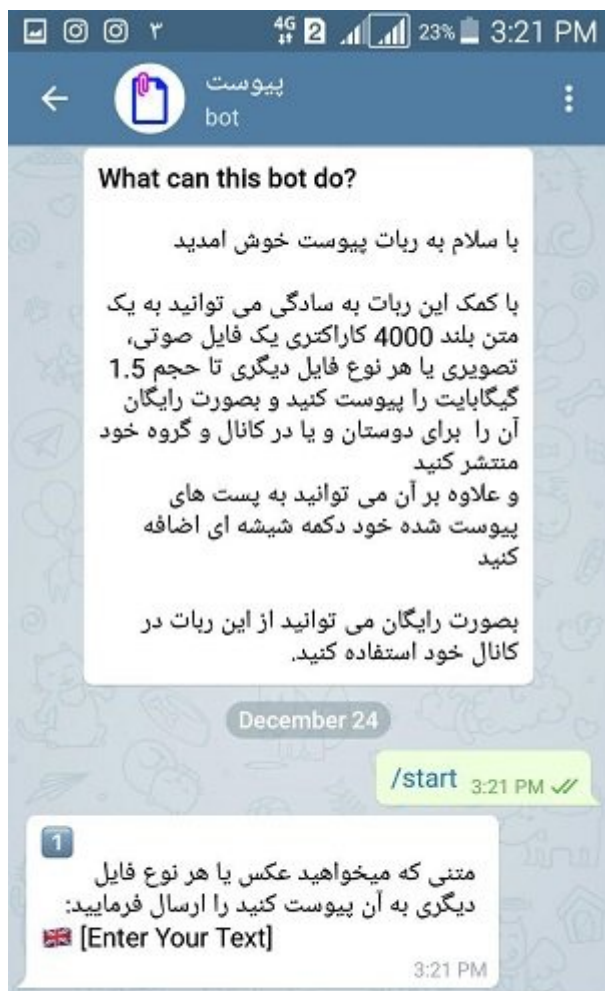 ۳ 4G 2 23% 3:21 PM
پیوست
bot
What can this bot do?
با سلام به ربات پیوست خوش امدید
با کمک این ربات به سادگی می توانید به یک
متن بلند 4000 کاراکتری یک فایل صوتی،
تصویری یا هر نوع فایل دیگری تا حجم 1.5
گیگابایت را پیوست کنید و بصورت رایگان
آن را برای دوستان و یا در کانال و گروه خود
منتشر کنید
و علاوه بر آن می توانید به پست های
پیوست شده خود دکمه شیشه ای اضافه
کنید
بصورت رایگان می توانید از این ربات در
کانال خود استفاده کنید.
December 24
/start 3:21 PM
1
متنی که میخواهید عکس یا هر نوع فایل
دیگری به آن پیوست کنید را ارسال فرمایید:
🇬🇧 [Enter Your Text]
3:21 PM